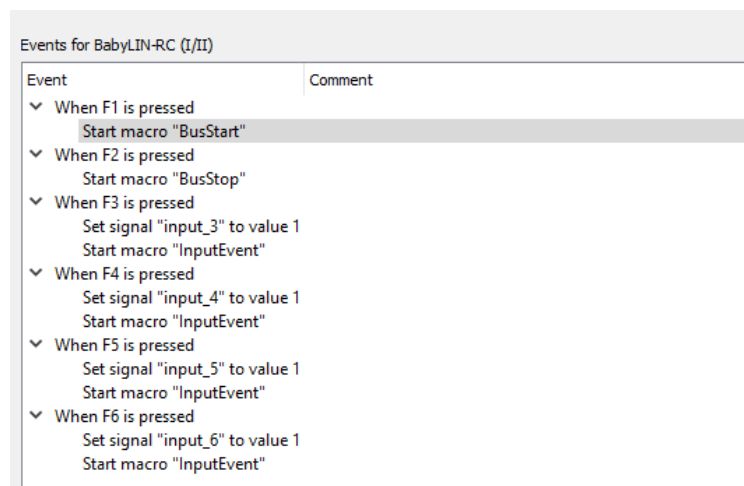 Events for BabyLIN-RC (I/II)
Event Comment
When F1 is pressed
Start macro "BusStart"
When F2 is pressed
Start macro "BusStop"
When F3 is pressed
Set signal "input_3" to value 1
Start macro "InputEvent"
When F4 is pressed
Set signal "input_4" to value 1
Start macro "InputEvent"
When F5 is pressed
Set signal "input_5" to value 1
Start macro "InputEvent"
When F6 is pressed
Set signal "input_6" to value 1
Start macro "InputEvent"